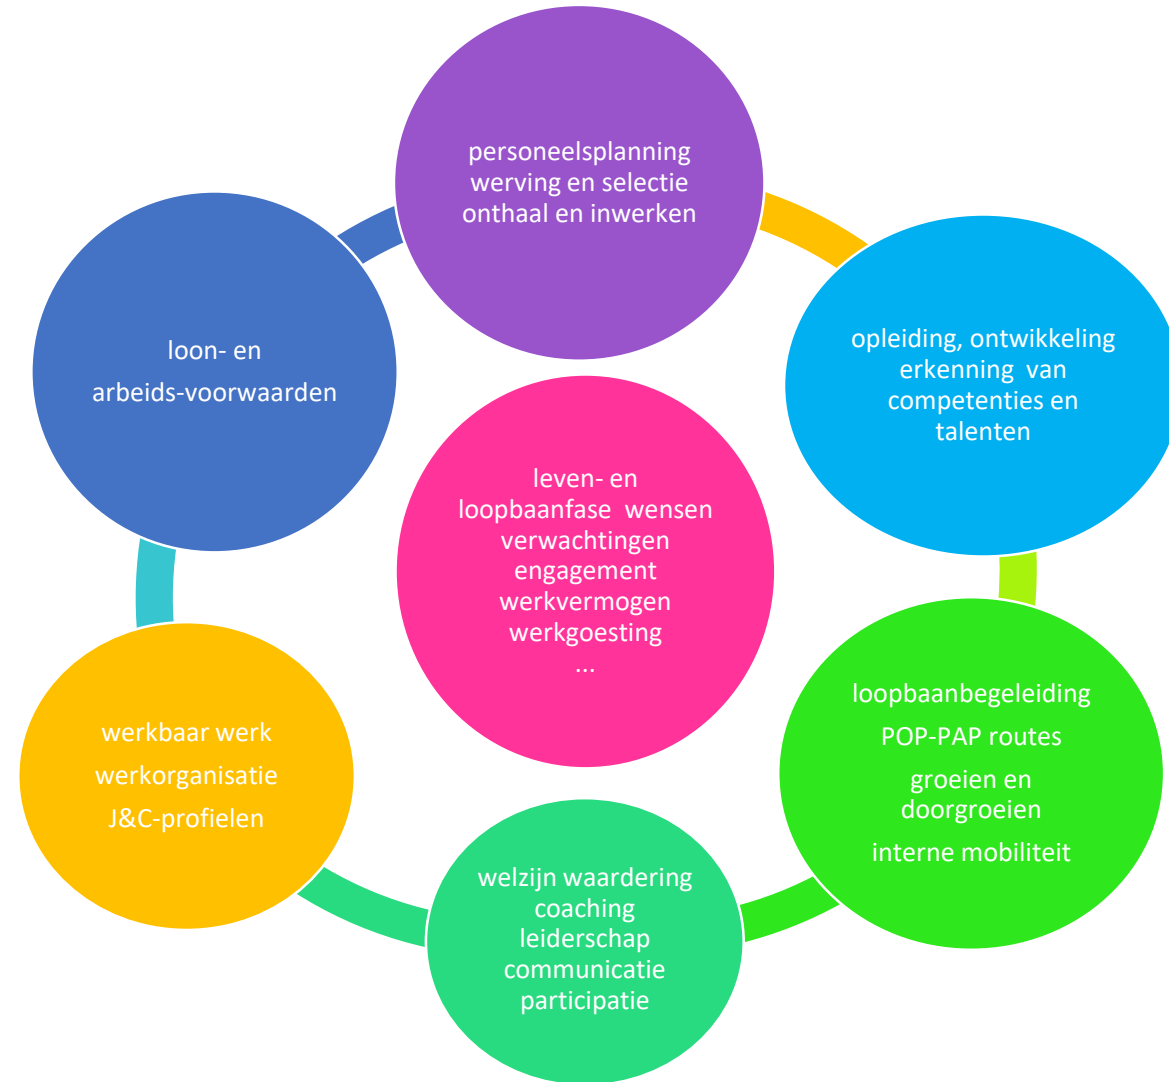 personeelsplanning
werving en selectie
onthaal en inwerken
opleiding, ontwikkeling
erkenning van
competenties en
talenten
loopbaanbegeleiding
POP-PAP routes
groeien en
doorgroeien
interne mobiliteit
welzijn waardering
coaching
leiderschap
communicatie
participatie
werkbaar werk
werkorganisatie
J&C-profielen
loon- en
arbeids-voorwaarden
leven- en
loopbaanfase wensen
verwachtingen
engagement
werkvermogen
werkgoesting
...